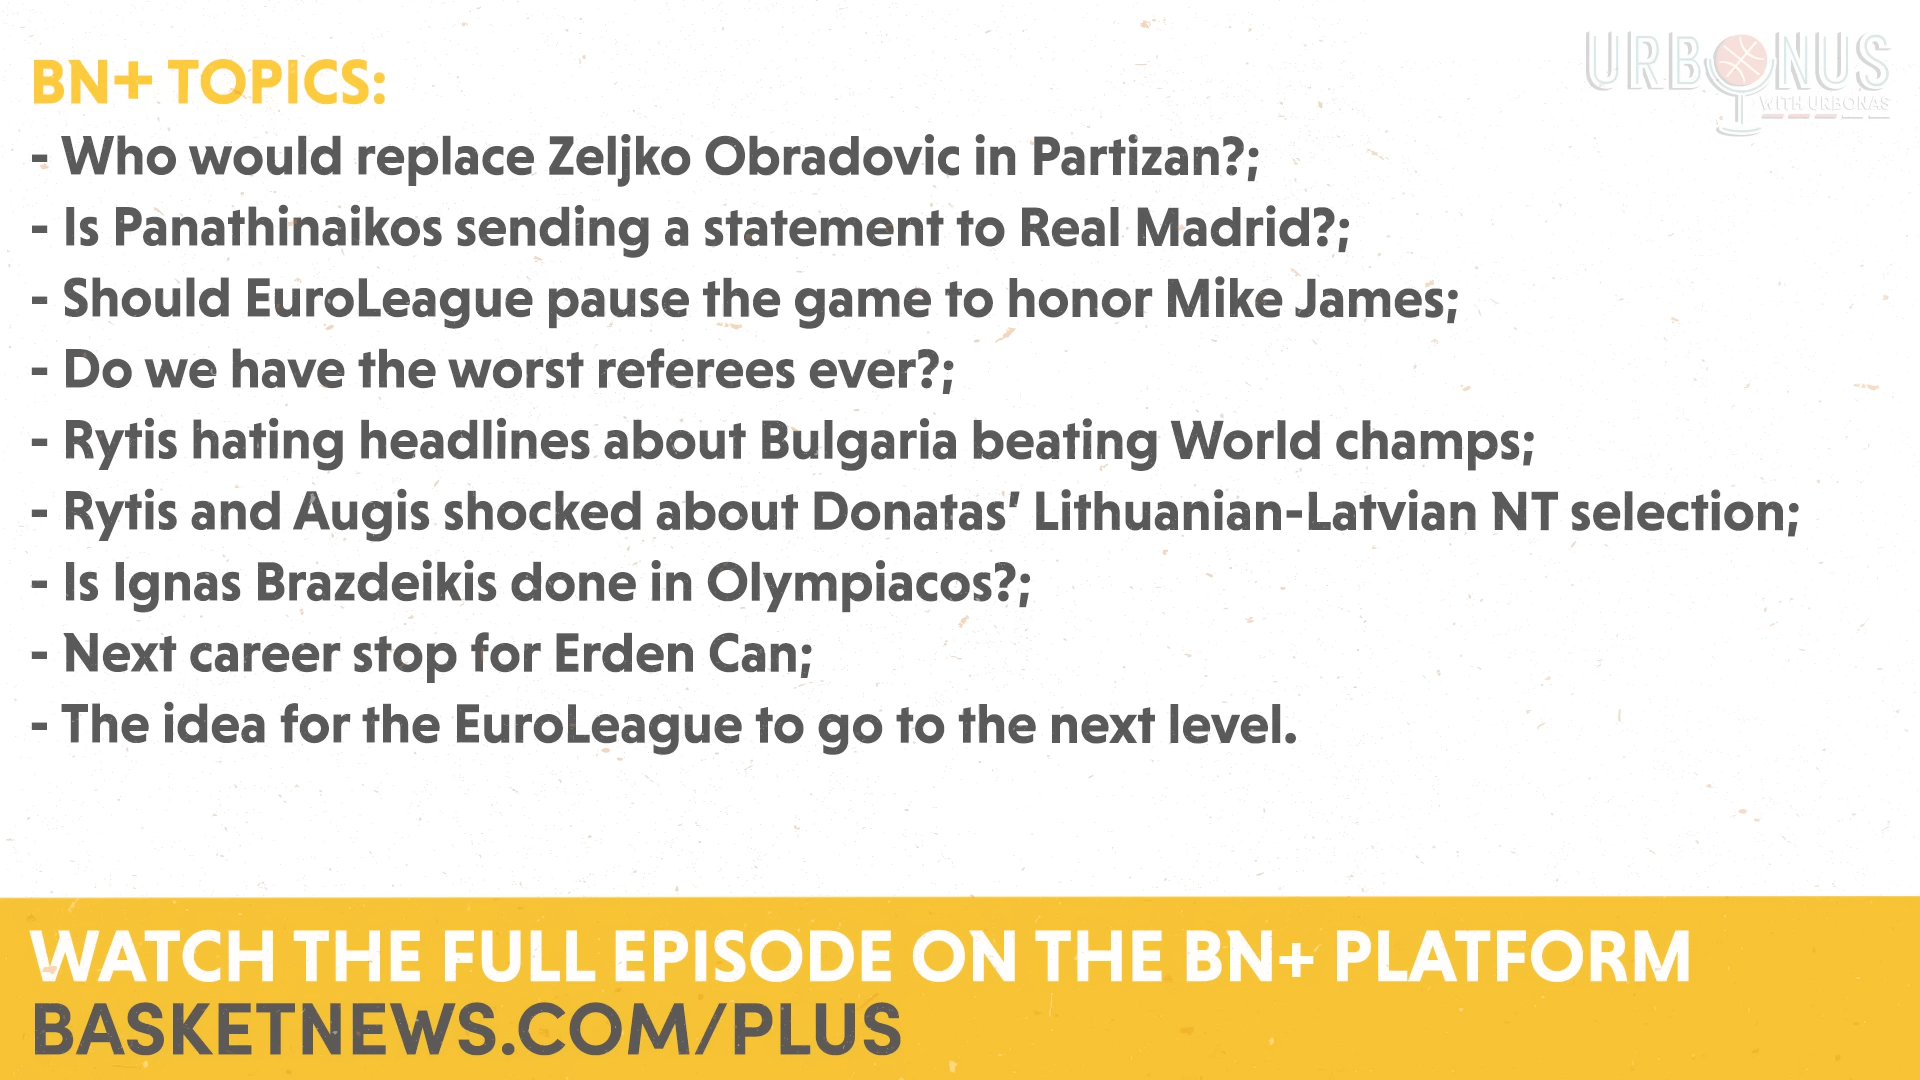 URBONUS
WITH URBONAS
BN+ TOPICS:
- Who would replace Zeljko Obradovic in Partizan?;
- Is Panathinaikos sending a statement to Real Madrid?;
- Should EuroLeague pause the game to honor Mike James;
- Do we have the worst referees ever?;
- Rytis hating headlines about Bulgaria beating World champs;
- Rytis and Augis shocked about Donatas’ Lithuanian-Latvian NT selection;
- Is Ignas Brazdeikis done in Olympiacos?;
- Next career stop for Erden Can;
- The idea for the EuroLeague to go to the next level.
WATCH THE FULL EPISODE ON THE BN+ PLATFORM
BASKETNEWS.COM/PLUS